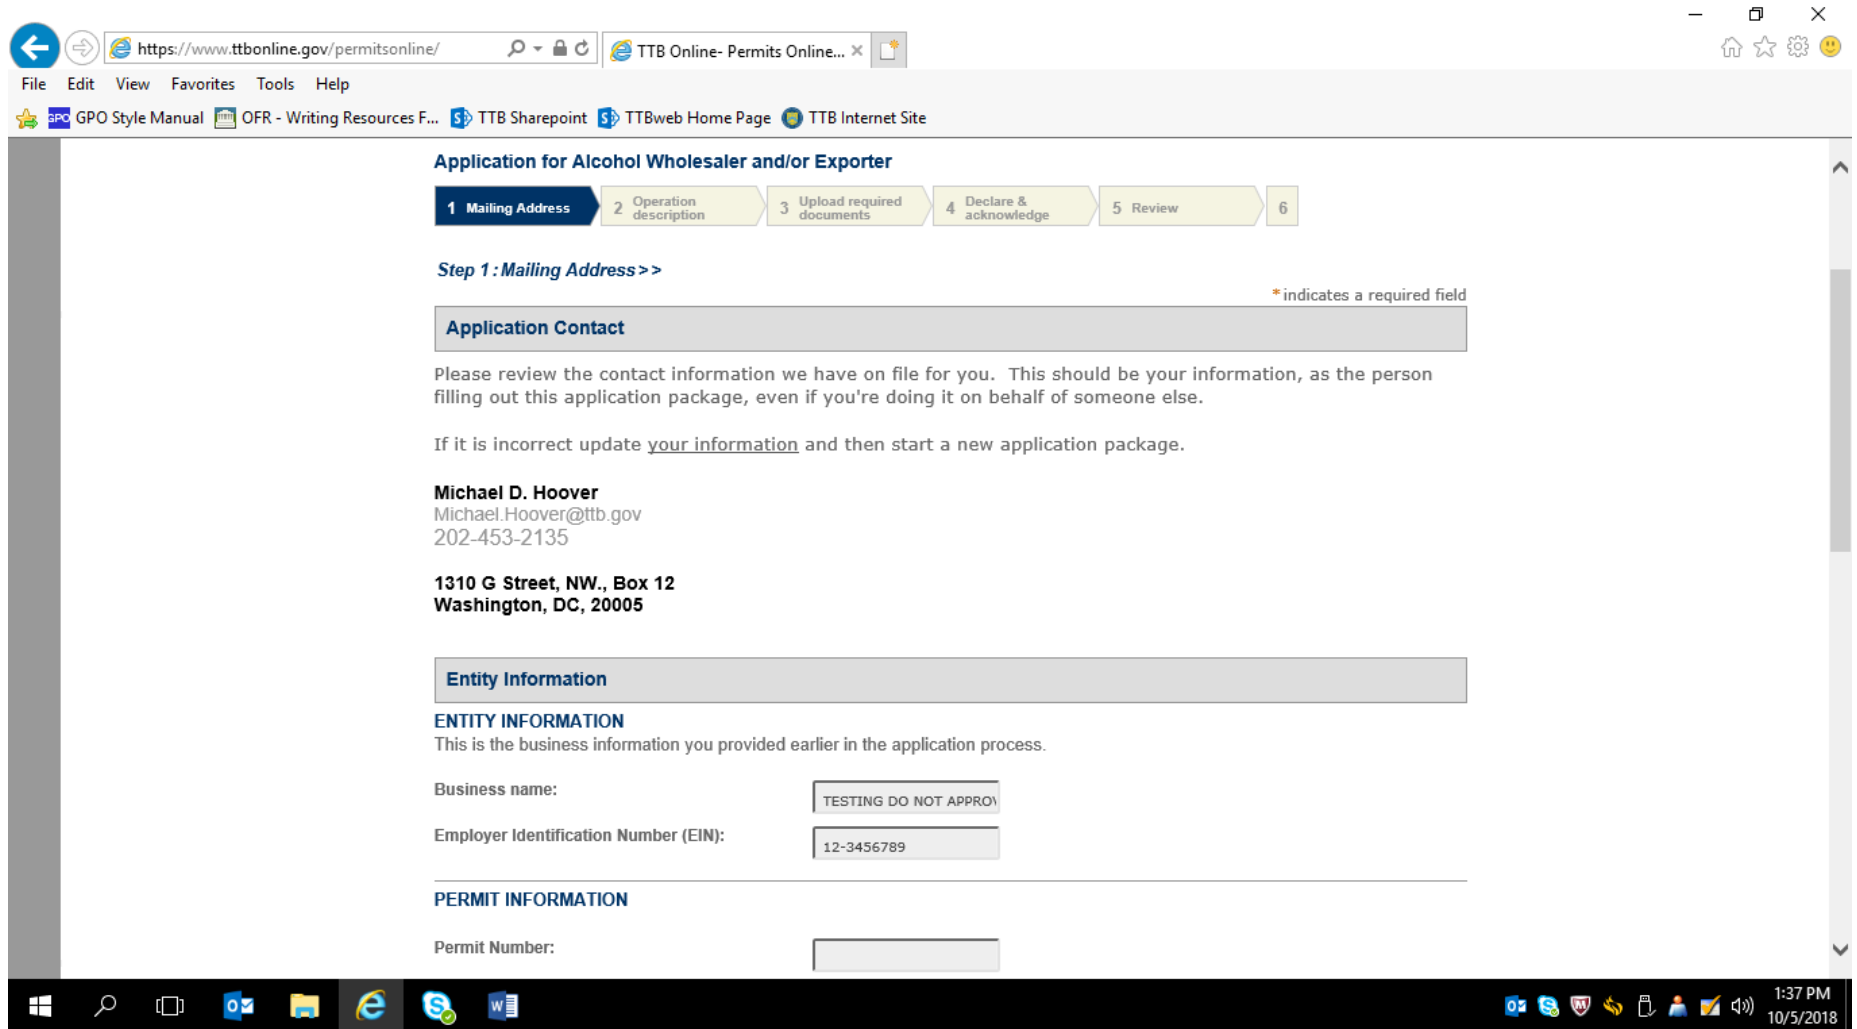 https://www.ttbonline.gov/permitsonline/
TTB Online- Permits Online...
File Edit View Favorites Tools Help
GPO GPO Style Manual OFR - Writing Resources F... TTB Sharepoint TTBweb Home Page TTB Internet Site
Application for Alcohol Wholesaler and/or Exporter
1 Mailing Address
2 Operation description
3 Upload required documents
4 Declare & acknowledge
5 Review
6
Step 1: Mailing Address>>
* indicates a required field
Application Contact
Please review the contact information we have on file for you. This should be your information, as the person
filling out this application package, even if you're doing it on behalf of someone else.
If it is incorrect update your information and then start a new application package.
Michael D. Hoover
Michael.Hoover@ttb.gov
202-453-2135
1310 G Street, NW., Box 12
Washington, DC, 20005
Entity Information
ENTITY INFORMATION
This is the business information you provided earlier in the application process.
Business name: TESTING DO NOT APPROV
Employer Identification Number (EIN): 12-3456789
PERMIT INFORMATION
Permit Number:
1:37 PM
10/5/2018